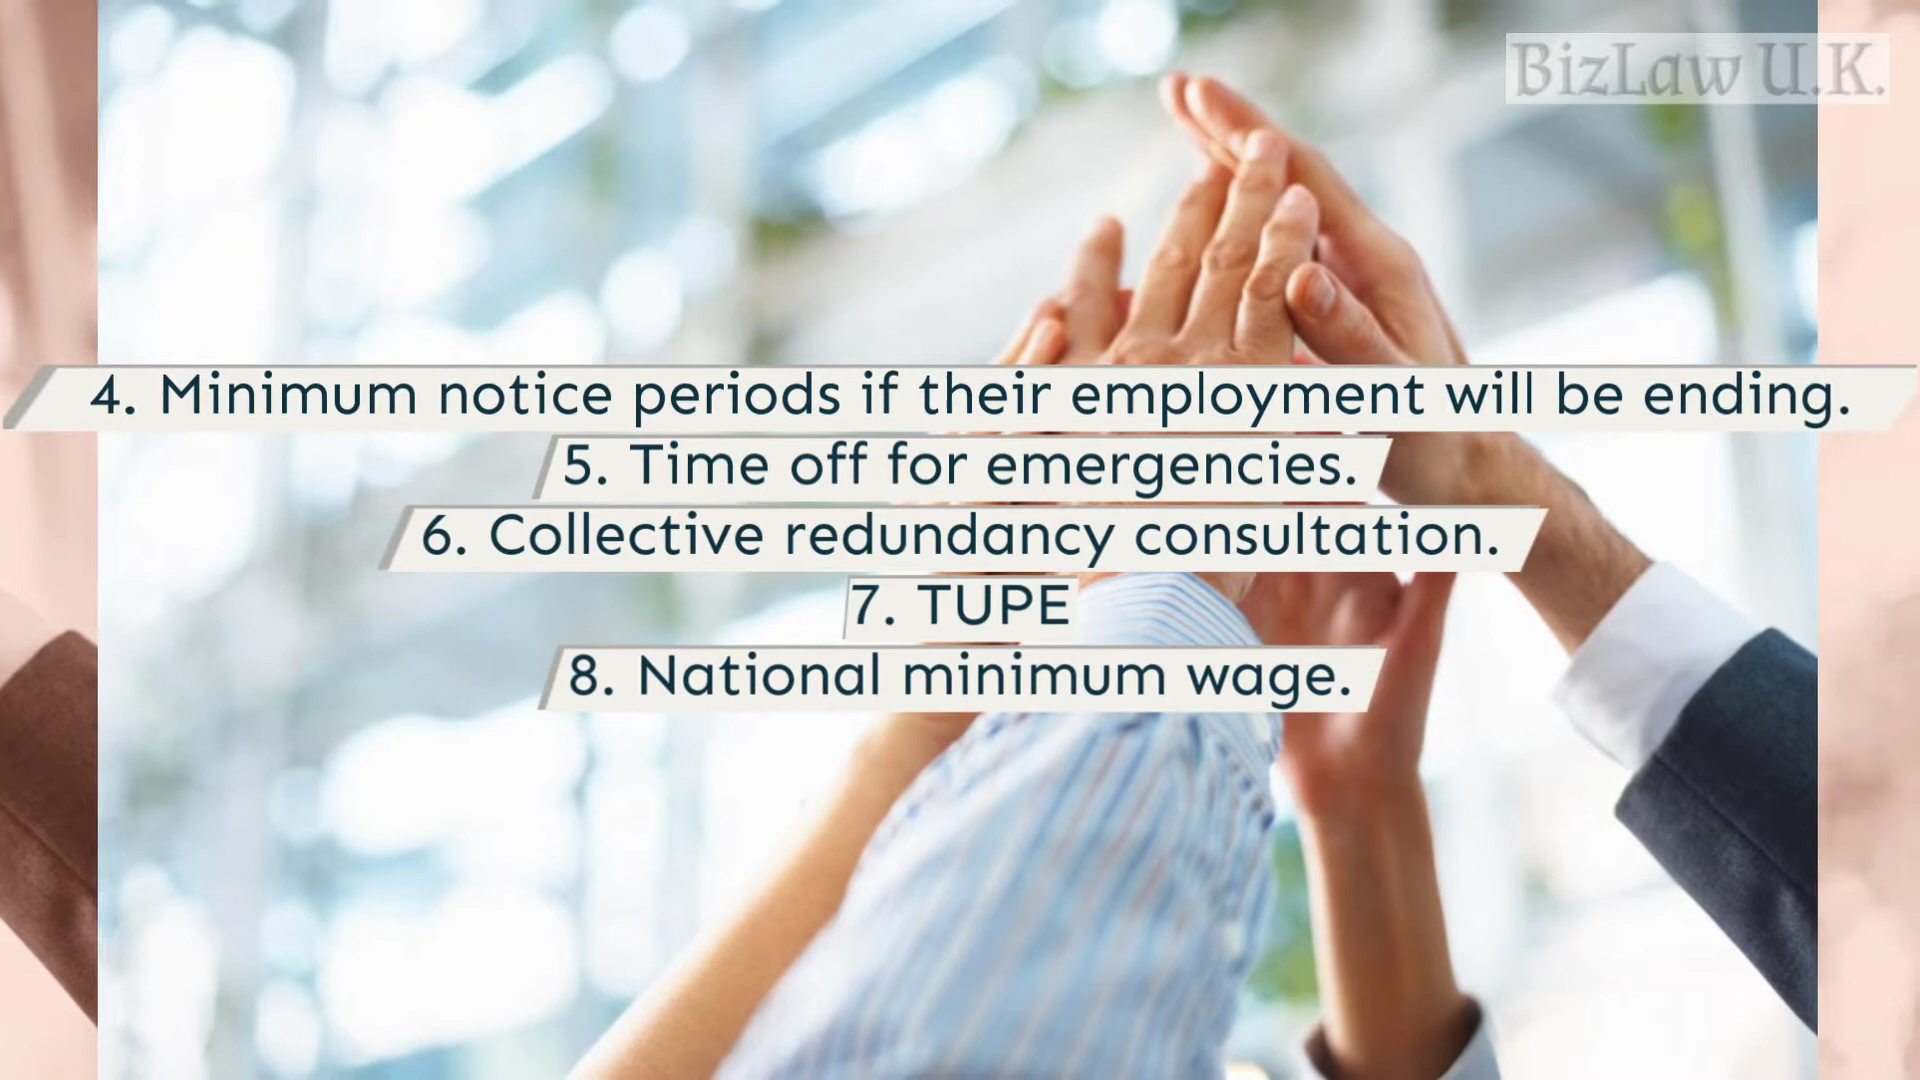 BizLaw U.K.
4. Minimum notice periods if their employment will be ending.
5. Time off for emergencies.
6. Collective redundancy consultation.
7. TUPE
8. National minimum wage.